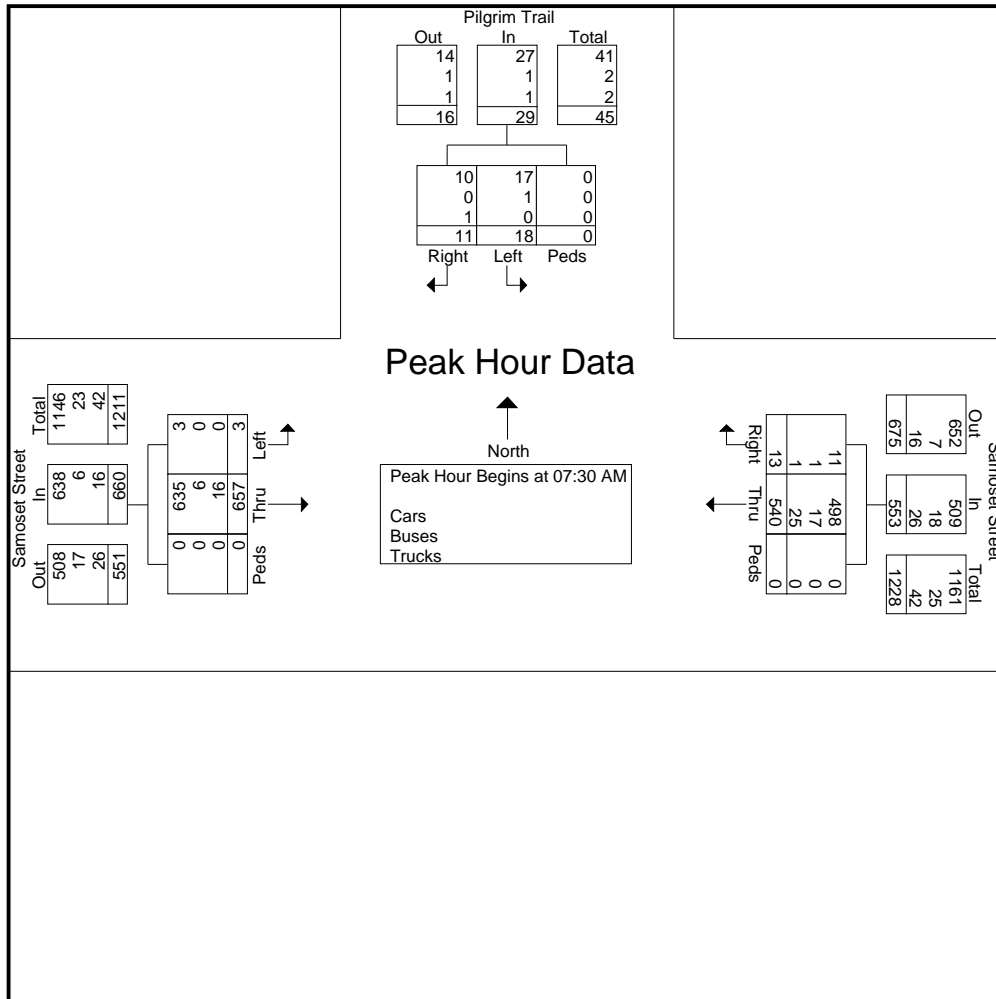 Pilgrim Trail
Out In Total
14 27 41
1 1 2
1 1 2
16 29 45
10 17 0
0 1 0
1 0 0
11 18 0
Right Left Peds
Peak Hour Data
North
Peak Hour Begins at 07:30 AM
Cars
Buses
Trucks
Samoset Street
Out In Total
508 638 1146
17 6 23
26 16 42
551 660 1211
Left Thru Peds
3 635 0
0 6 0
0 16 0
3 657 0
Samoset Street
Out In Total
652 509 1161
7 18 25
16 26 42
675 553 1228
11 498 0
1 17 0
1 25 0
13 540 0
Right Thru Peds